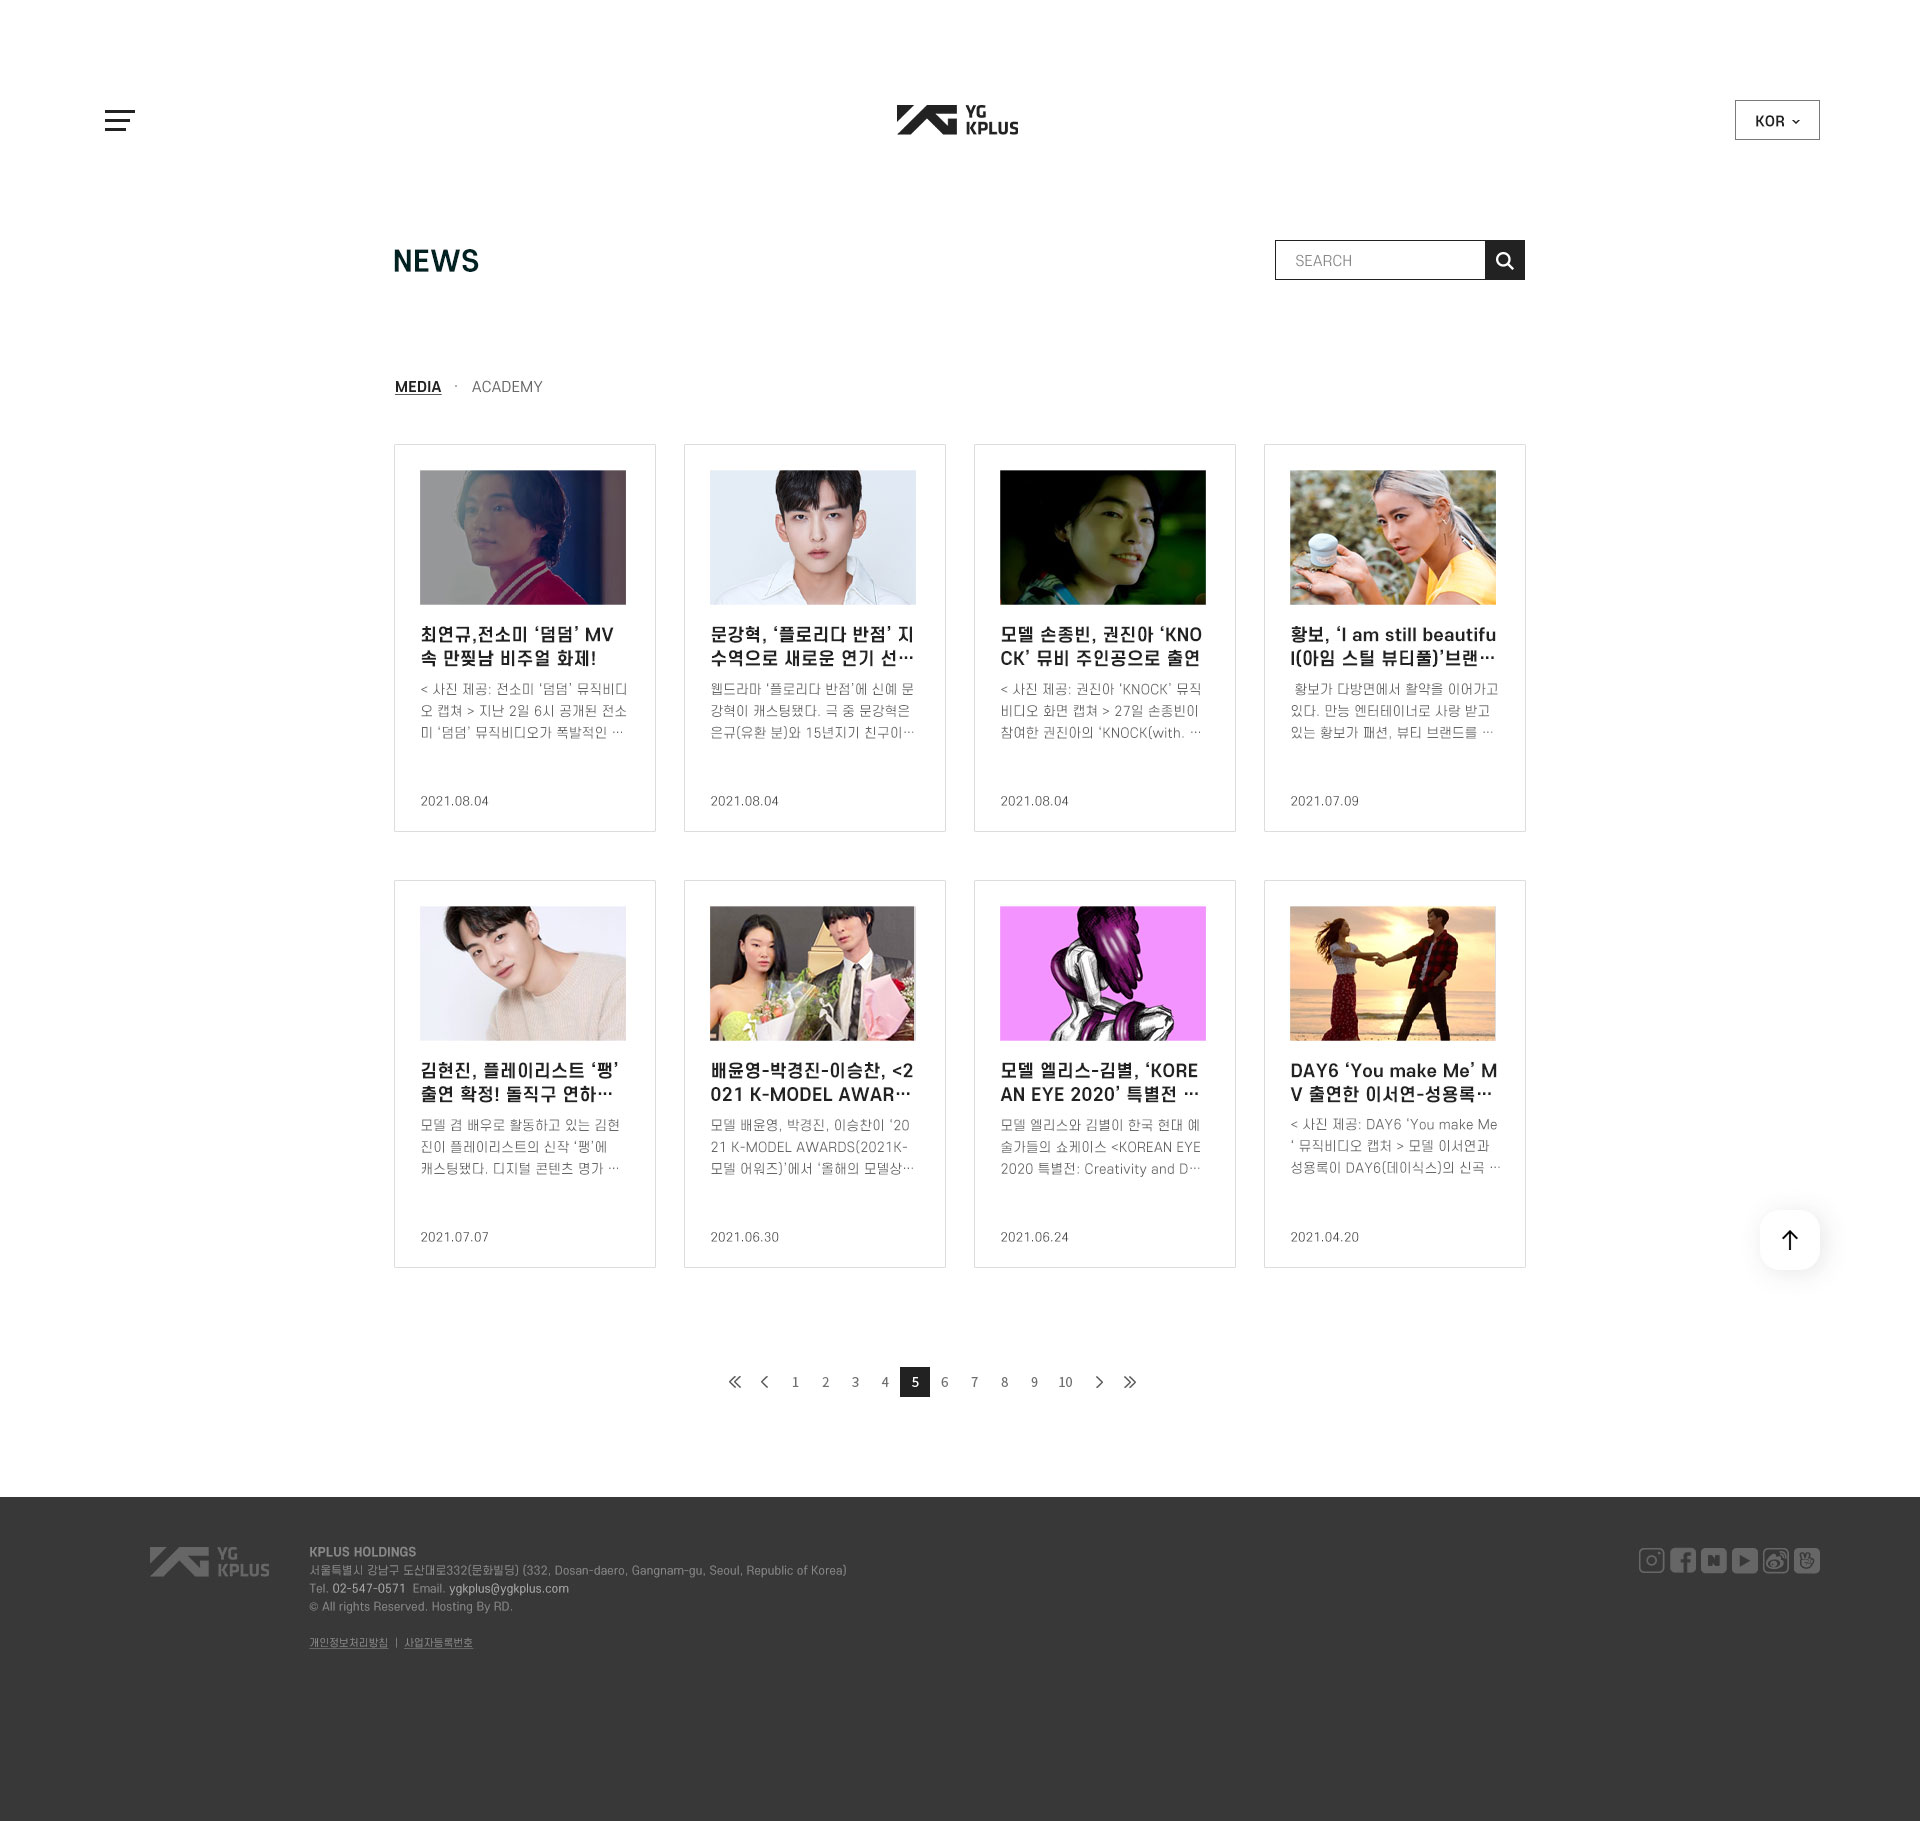 YG
KPLUS
KOR
NEWS
SEARCH
MEDIA · ACADEMY
최연규,전소미 ‘덤덤’ MV
속 만찢남 비주얼 화제!
< 사진 제공: 전소미 ‘덤덤’ 뮤직비디
오 캡쳐 > 지난 2일 6시 공개된 전소
미 ‘덤덤’ 뮤직비디오가 폭발적인 …
2021.08.04
문강혁, ‘플로리다 반점’ 지
수역으로 새로운 연기 선…
웹드라마 ‘플로리다 반점’에 신예 문
강혁이 캐스팅됐다. 극 중 문강혁은
은규(유환 분)와 15년지기 친구이…
2021.08.04
모델 손종빈, 권진아 ‘KNO
CK’ 뮤비 주인공으로 출연
< 사진 제공: 권진아 ‘KNOCK’ 뮤직
비디오 화면 캡쳐 > 27일 손종빈이
참여한 권진아의 ‘KNOCK(with. …
2021.08.04
황보, ‘I am still beautifu
l(아임 스틸 뷰티풀)’브랜…
황보가 다방면에서 활약을 이어가고
있다. 만능 엔터테이너로 사랑 받고
있는 황보가 패션, 뷰티 브랜드를 …
2021.07.09
김현진, 플레이리스트 ‘팽’
출연 확정! 돌직구 연하…
모델 겸 배우로 활동하고 있는 김현
진이 플레이리스트의 신작 ‘팽’에
캐스팅됐다. 디지털 콘텐츠 명가 …
2021.07.07
배윤영-박경진-이승찬, <2
021 K-MODEL AWAR…
모델 배윤영, 박경진, 이승찬이 ‘20
21 K-MODEL AWARDS(2021K-
모델 어워즈)’에서 ‘올해의 모델상…
2021.06.30
모델 엘리스-김별, ‘KORE
AN EYE 2020’ 특별전 …
모델 엘리스와 김별이 한국 현대 예
술가들의 쇼케이스 <KOREAN EYE
2020 특별전: Creativity and D…
2021.06.24
DAY6 ‘You make Me’ M
V 출연한 이서연-성용록…
< 사진 제공: DAY6 ‘You make Me
‘ 뮤직비디오 캡처 > 모델 이서연과
성용록이 DAY6(데이식스)의 신곡 …
2021.04.20
1 2 3 4 5 6 7 8 9 10
YG
KPLUS
KPLUS HOLDINGS
서울특별시 강남구 도산대로332(문화빌딩) (332, Dosan-daero, Gangnam-gu, Seoul, Republic of Korea)
Tel. 02-547-0571 Email. ygkplus@ygkplus.com
© All rights Reserved. Hosting By RD.
개인정보처리방침 | 사업자등록번호